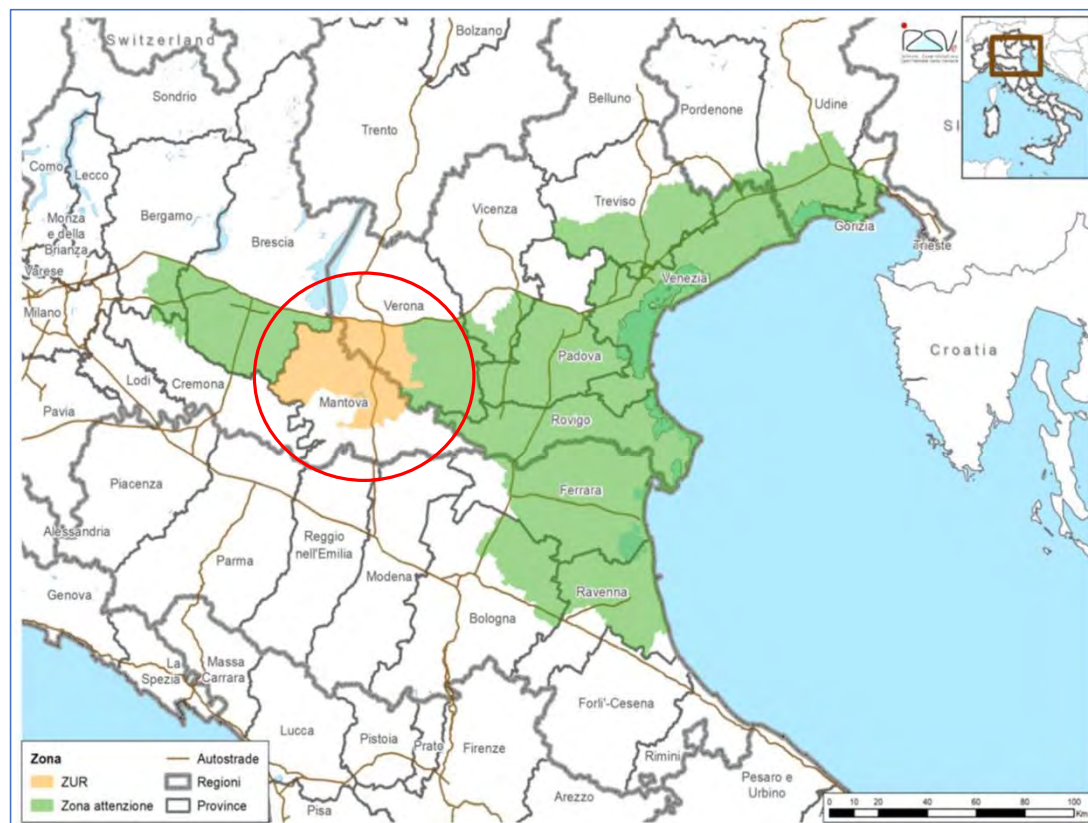 Switzerland
Bolzano
Sondrio
Belluno
Pordenone
Udine
Trento
SI
Como
Lecco
Treviso
Vicenza
Bergamo
Gorizia
Monza
e della
Brianza
Brescia
Trieste
Varese
Verona
Venezia
Milano
Croatia
Padova
Lodi
Cremona
Mantova
Pavia
Rovigo
Piacenza
Ferrara
Alessandria
Reggio
nell'Emilia
Parma
Modena
Ravenna
Genova
Bologna
La
Spezia
Massa
Carrara
Forli'-Cesena
Lucca
Pistoia
Prato
Firenze
Rimini
Pesaro e
Urbino
Arezzo
Pisa
Zona
ZUR
Zona attenzione
Autostrade
Regioni
Province
0 10 20 40 60 80 100
Km